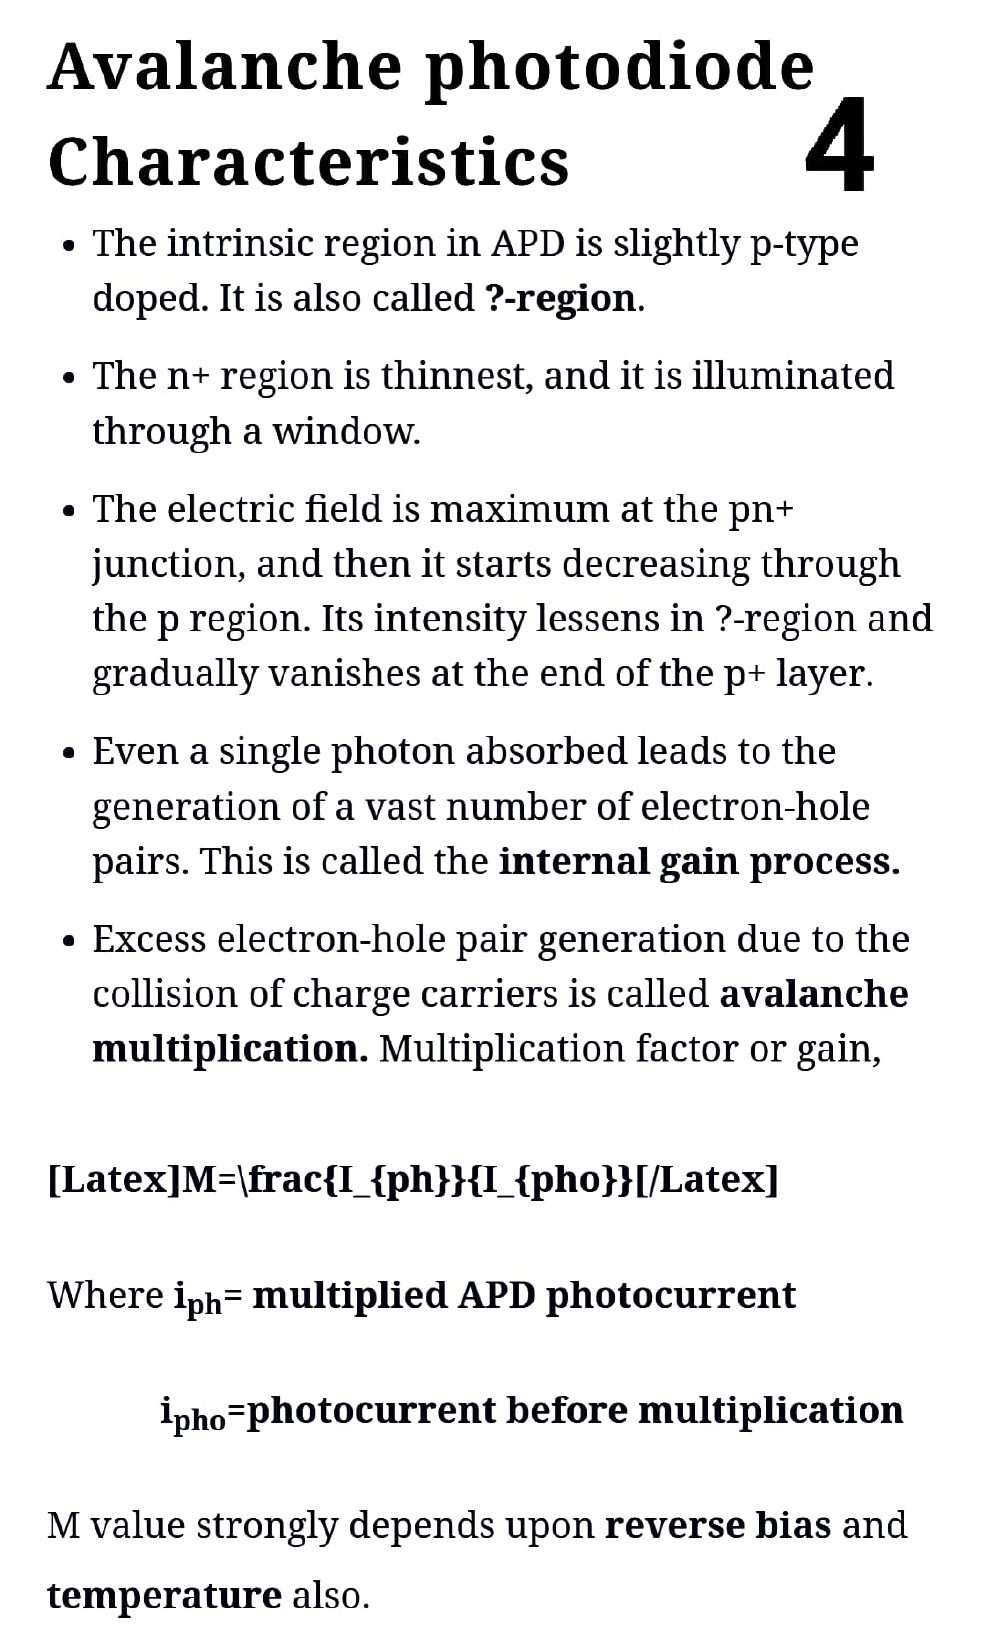 Avalanche photodiode
Characteristics
4
• The intrinsic region in APD is slightly p-type
doped. It is also called ?-region.
• The n+ region is thinnest, and it is illuminated
through a window.
• The electric field is maximum at the pn+
junction, and then it starts decreasing through
the p region. Its intensity lessens in ?-region and
gradually vanishes at the end of the p+ layer.
• Even a single photon absorbed leads to the
generation of a vast number of electron-hole
pairs. This is called the internal gain process.
• Excess electron-hole pair generation due to the
collision of charge carriers is called avalanche
multiplication. Multiplication factor or gain,
[Latex]M=\frac{I_{ph}}{I_{pho}}[/Latex]
Where iph= multiplied APD photocurrent
ipho=photocurrent before multiplication
M value strongly depends upon reverse bias and
temperature also.